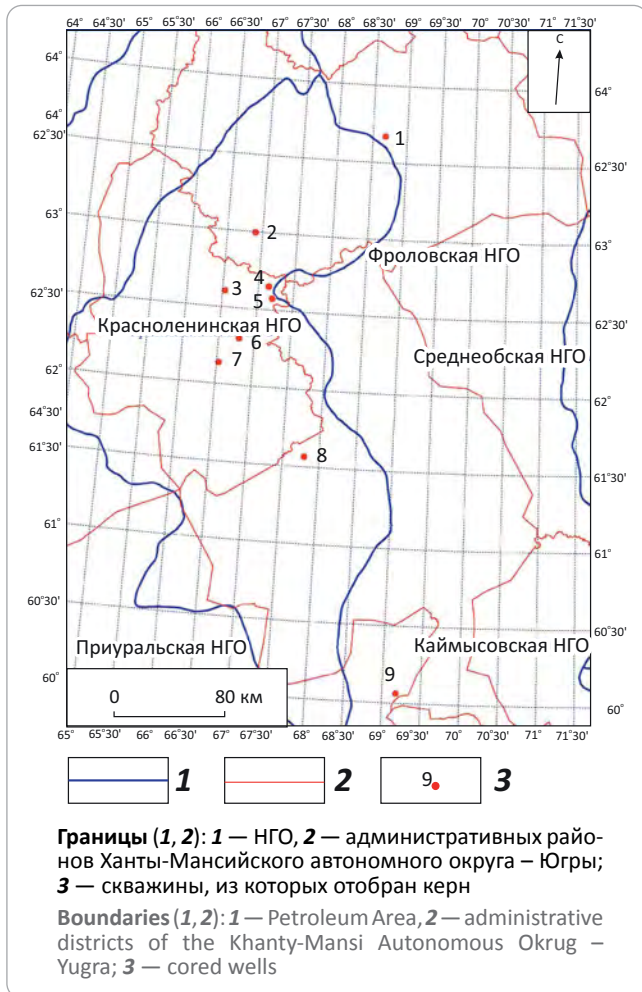 64° 65° 65°30' 66° 66°30' 67° 67°30' 68° 68°30' 69° 69°30' 70° 70°30' 71° 71°30'
С
64°
64°
64°
62°30'
1
62°30'
63°
2
63°
Фроловская НГО
4
62°30'
3
5
Красноленинская НГО
62°30'
6
Среднеобская НГО
62°
7
64°30'
62°
8
61°30'
61°30'
61°
61°
60°30'
60°30'
Приуральская НГО
Каймысовская НГО
60°
9
0 80 км
60°
65° 65°30' 66° 66°30' 67° 67°30' 68° 68°30' 69° 69°30' 70° 70°30' 71° 71°30'
1
2
9
3
Границы (1, 2): 1 — НГО, 2 — административных райо-
нов Ханты-Мансийского автономного округа – Югры;
3 — скважины, из которых отобран керн
Boundaries (1, 2): 1 — Petroleum Area, 2 — administrative
districts of the Khanty-Mansi Autonomous Okrug –
Yugra; 3 — cored wells